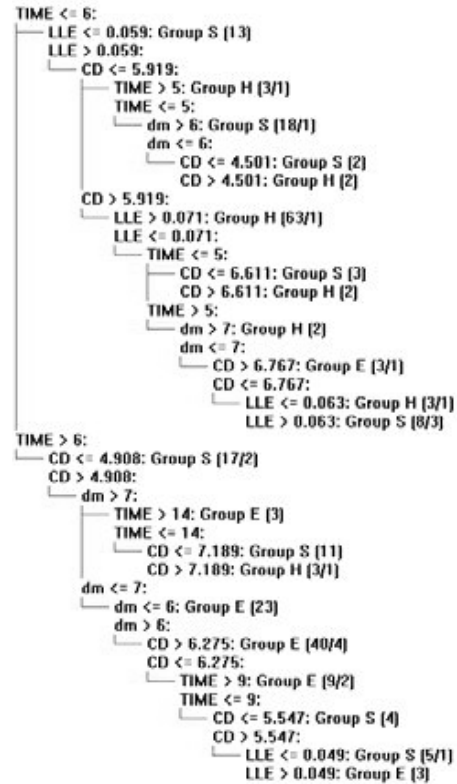 TIME <= 6:
LLE <= 0.059: Group S (13)
LLE > 0.059:
CD <= 5.919:
TIME > 5: Group H (3/1)
TIME <= 5:
dm > 6: Group S (18/1)
dm <= 6:
CD <= 4.501: Group S (2)
CD > 4.501: Group H (2)
CD > 5.919:
LLE > 0.071: Group H (63/1)
LLE <= 0.071:
TIME <= 5:
CD <= 6.611: Group S (3)
CD > 6.611: Group H (2)
TIME > 5:
dm > 7: Group H (2)
dm <= 7:
CD > 6.767: Group E (3/1)
CD <= 6.767:
LLE <= 0.063: Group H (3/1)
LLE > 0.063: Group S (8/3)
TIME > 6:
CD <= 4.908: Group S (17/2)
CD > 4.908:
dm > 7:
TIME > 14: Group E (3)
TIME <= 14:
CD <= 7.189: Group S (11)
CD > 7.189: Group H (3/1)
dm <= 7:
dm <= 6: Group E (23)
dm > 6:
CD > 6.275: Group E (40/4)
CD <= 6.275:
TIME > 9: Group E (9/2)
TIME <= 9:
CD <= 5.547: Group S (4)
CD > 5.547:
LLE <= 0.049: Group S (5/1)
LLE > 0.049: Group E (3)